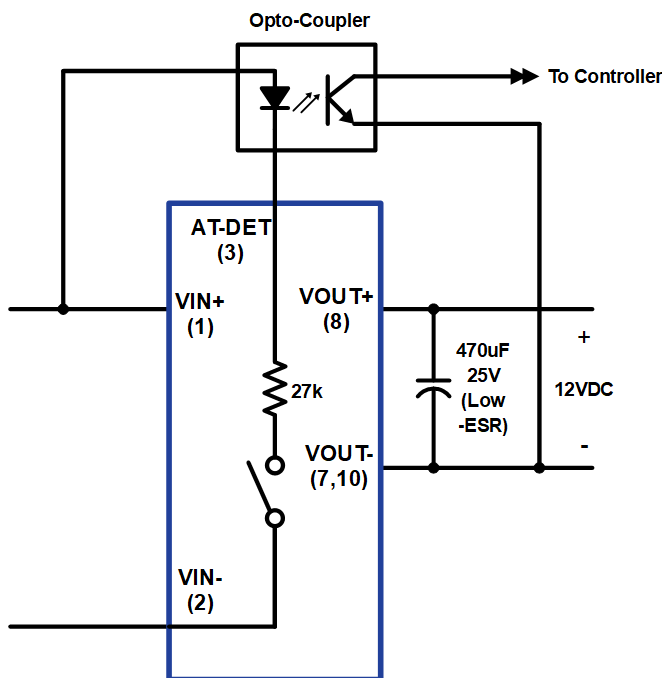 Opto-Coupler
To Controller
AT-DET
(3)
VIN+
(1)
VOUT+
(8)
+
470uF
25V
(Low
-ESR)
12VDC
27k
-
VOUT-
(7,10)
VIN-
(2)